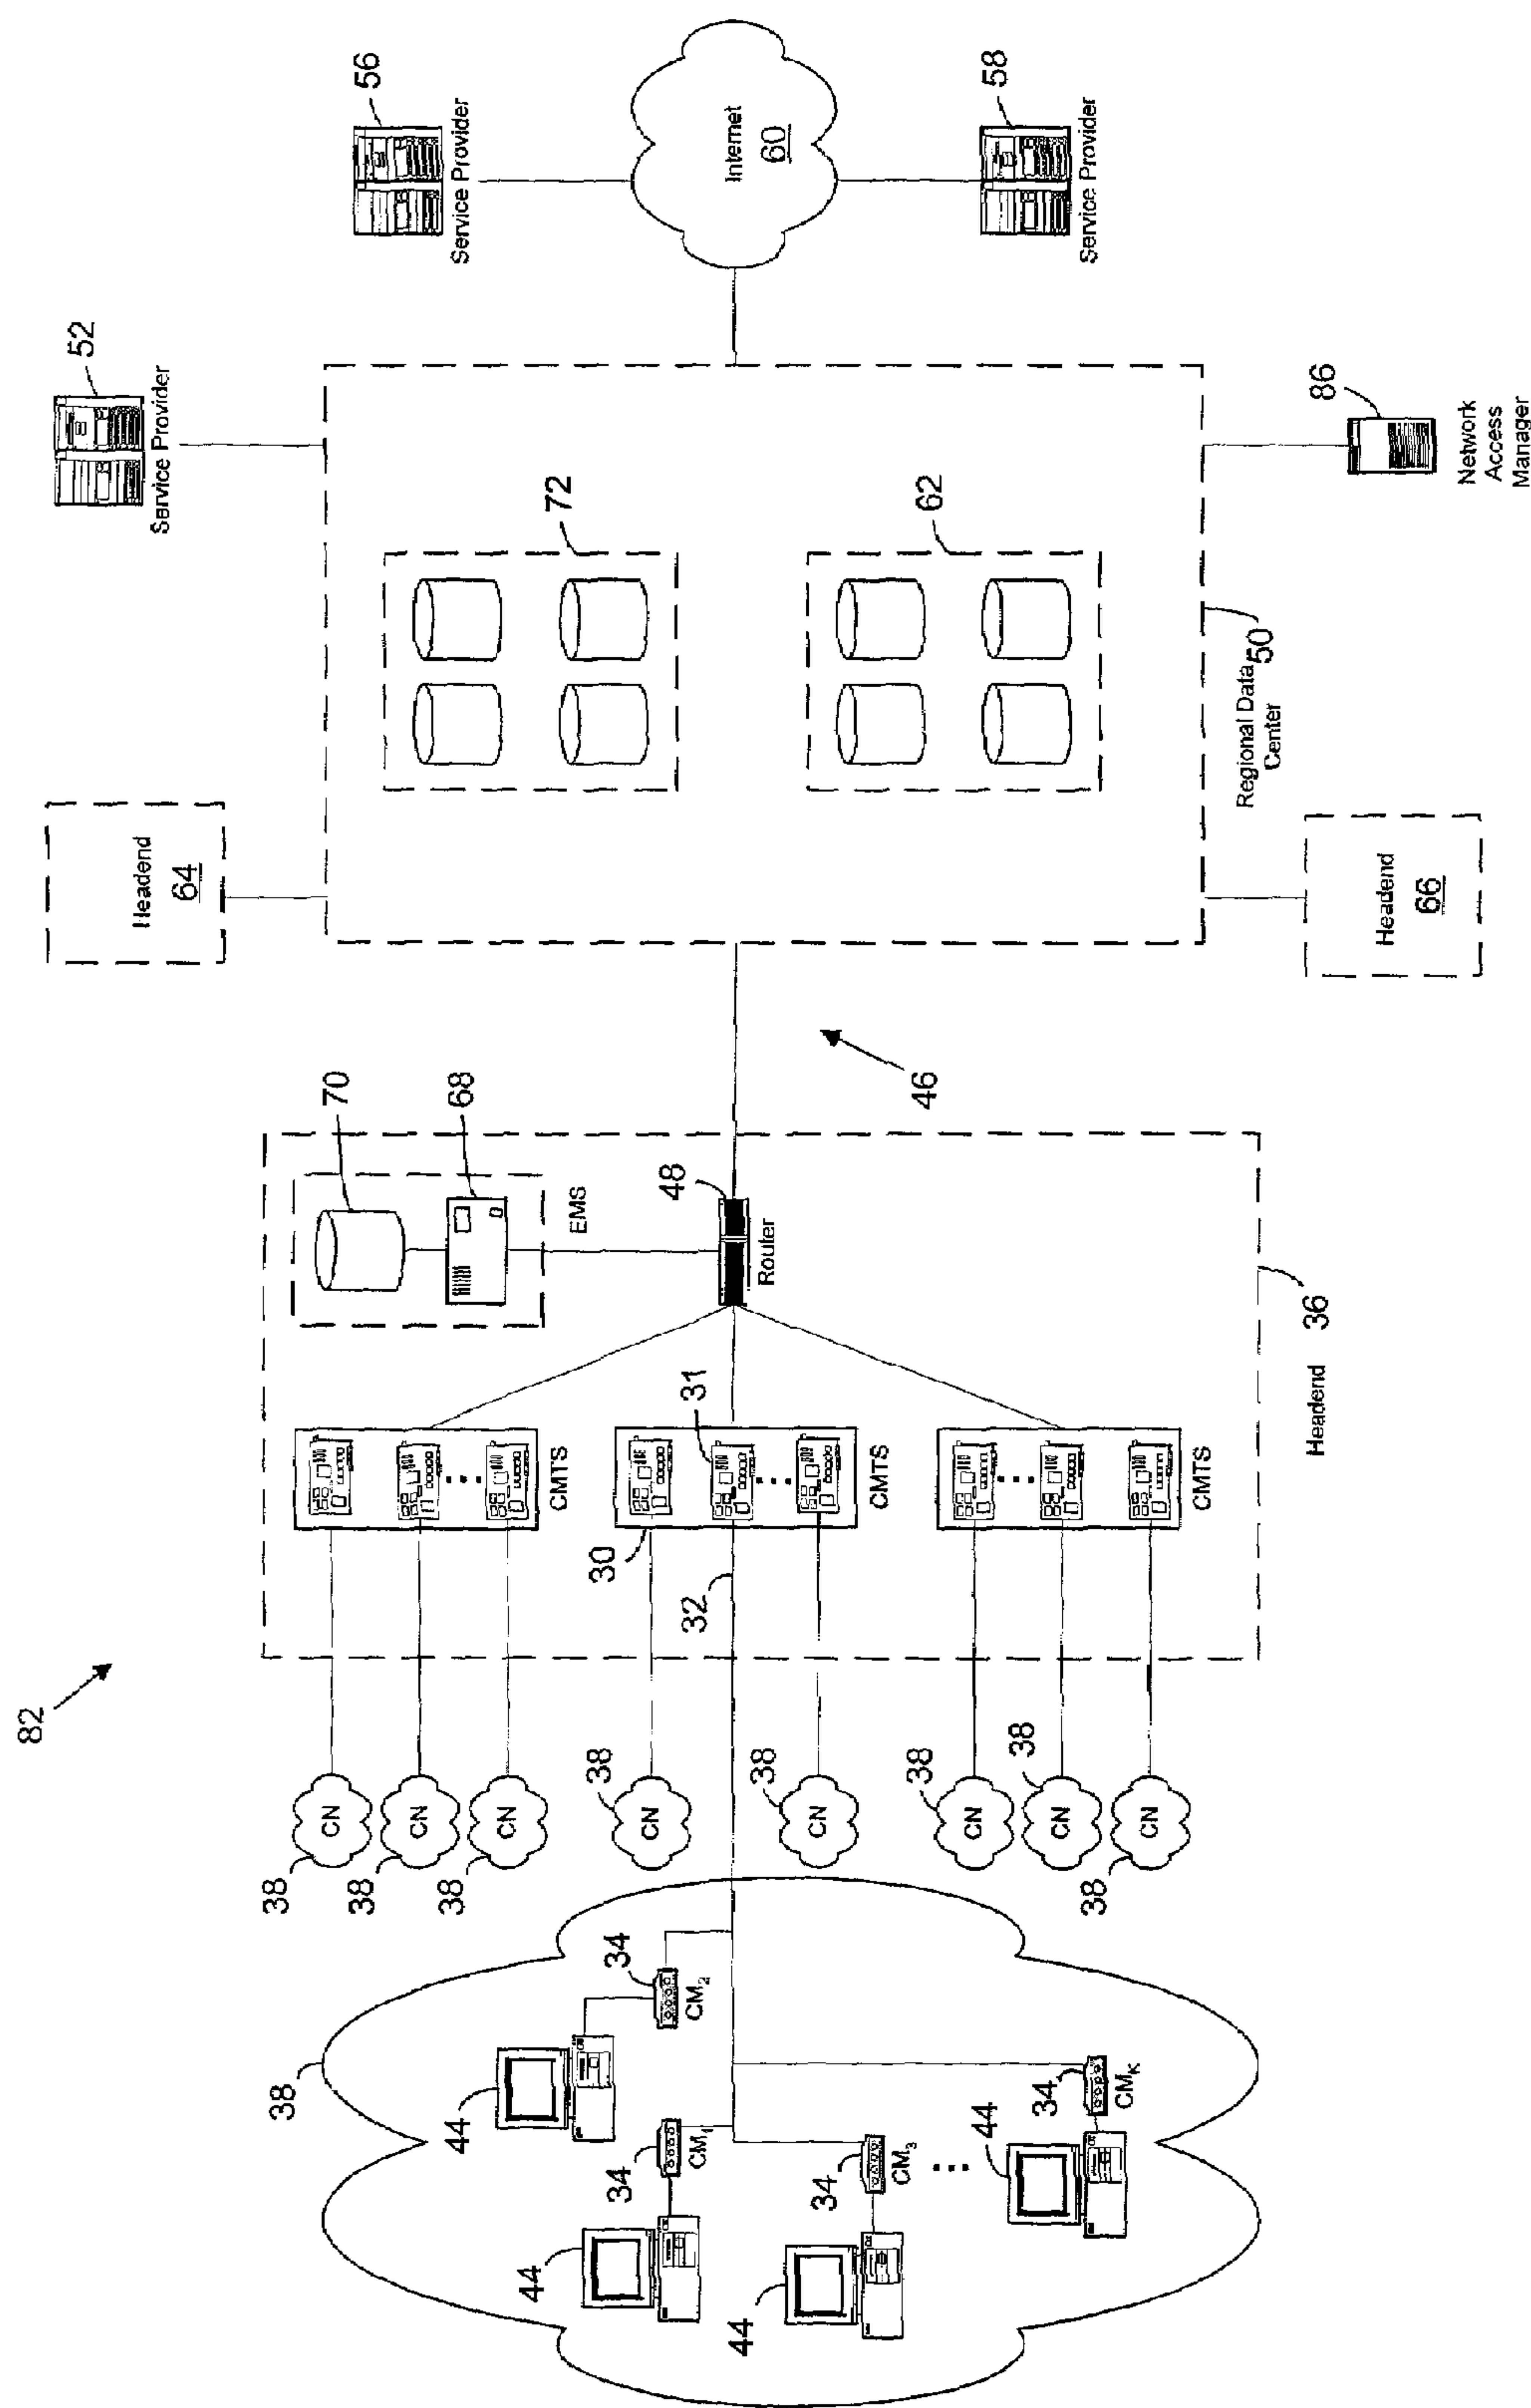 82
38
44
34
CM₂
44
34
CM₁
44
34
CM₃
44
34
CMₖ
38
CN
38
CN
38
CN
38
CN
38
CN
38
CN
38
CN
38
CN
32
30
31
CMTS
CMTS
CMTS
70
68
EMS
48
Router
Headend
36
46
Headend
64
Headend
66
72
62
Regional Data
Center
50
52
Service Provider
86
Network
Access
Manager
56
Service Provider
Internet
60
58
Service Provider